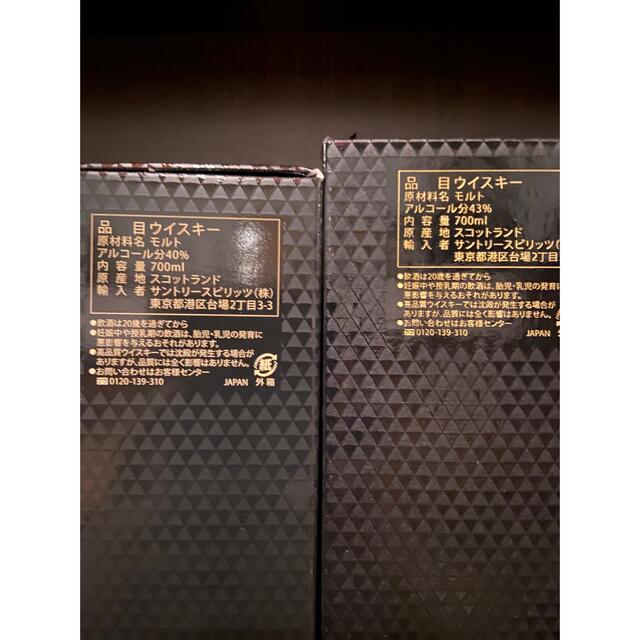 品 目 ウイスキー
原材料名 モルト
アルコール分40%
内 容 量 700ml
原 産 地 スコットランド
輸 入 者 サントリースピリッツ(株)
東京都港区台場2丁目3-3
●飲酒は20歳を過ぎてから
●妊娠中や授乳期の飲酒は、胎児・乳児の発育に
悪影響を与えるおそれがあります。
●高品質ウイスキーでは沈殿が発生する場合が
ありますが、品質には全く影響はありません。
●お問い合わせはお客様センター
0120-139-310
JAPAN
紙
外箱
品 目 ウイスキー
原材料名 モルト
アルコール分43%
内 容 量 700ml
原 産 地 スコットランド
輸 入 者 サントリースピリッツ(
東京都港区台場2丁目
●飲酒は20歳を過ぎてから
●妊娠中や授乳期の飲酒は、胎児・乳児の発
悪影響を与えるおそれがあります。
●高品質ウイスキーでは沈殿が発生する場合が
ありますが、品質には全く影響はありません。
●お問い合わせはお客様センター
0120-139-310
JAPAN